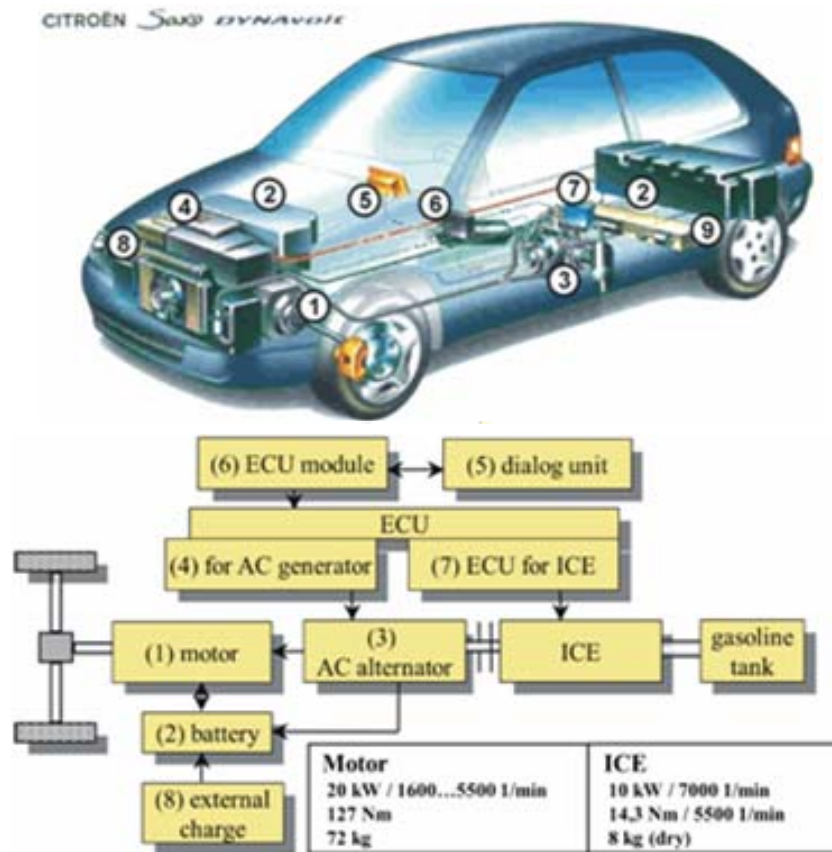 CITROËN Saxo DYNAVOLT
4
2
5
6
7
2
8
9
1
3
(6) ECU module
(5) dialog unit
ECU
(4) for AC generator
(7) ECU for ICE
(1) motor
(3)
AC alternator
ICE
gasoline
tank
(2) battery
(8) external
charge
Motor
20 kW / 1600...5500 1/min
127 Nm
72 kg
ICE
10 kW / 7000 1/min
14,3 Nm / 5500 1/min
8 kg (dry)